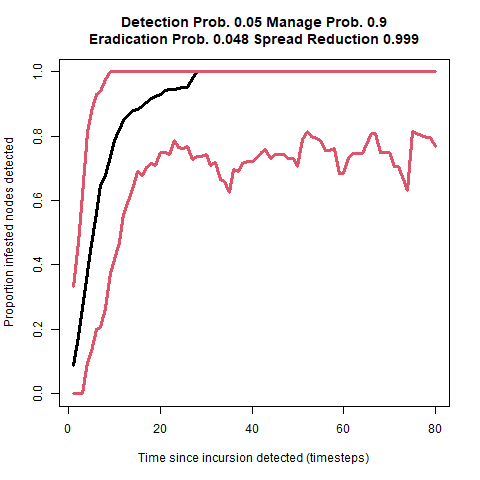 Detection Prob. 0.05 Manage Prob. 0.9
Eradication Prob. 0.048 Spread Reduction 0.999
Proportion infested nodes detected
1.0
0.8
0.6
0.4
0.2
0.0
0 20 40 60 80
Time since incursion detected (timesteps)